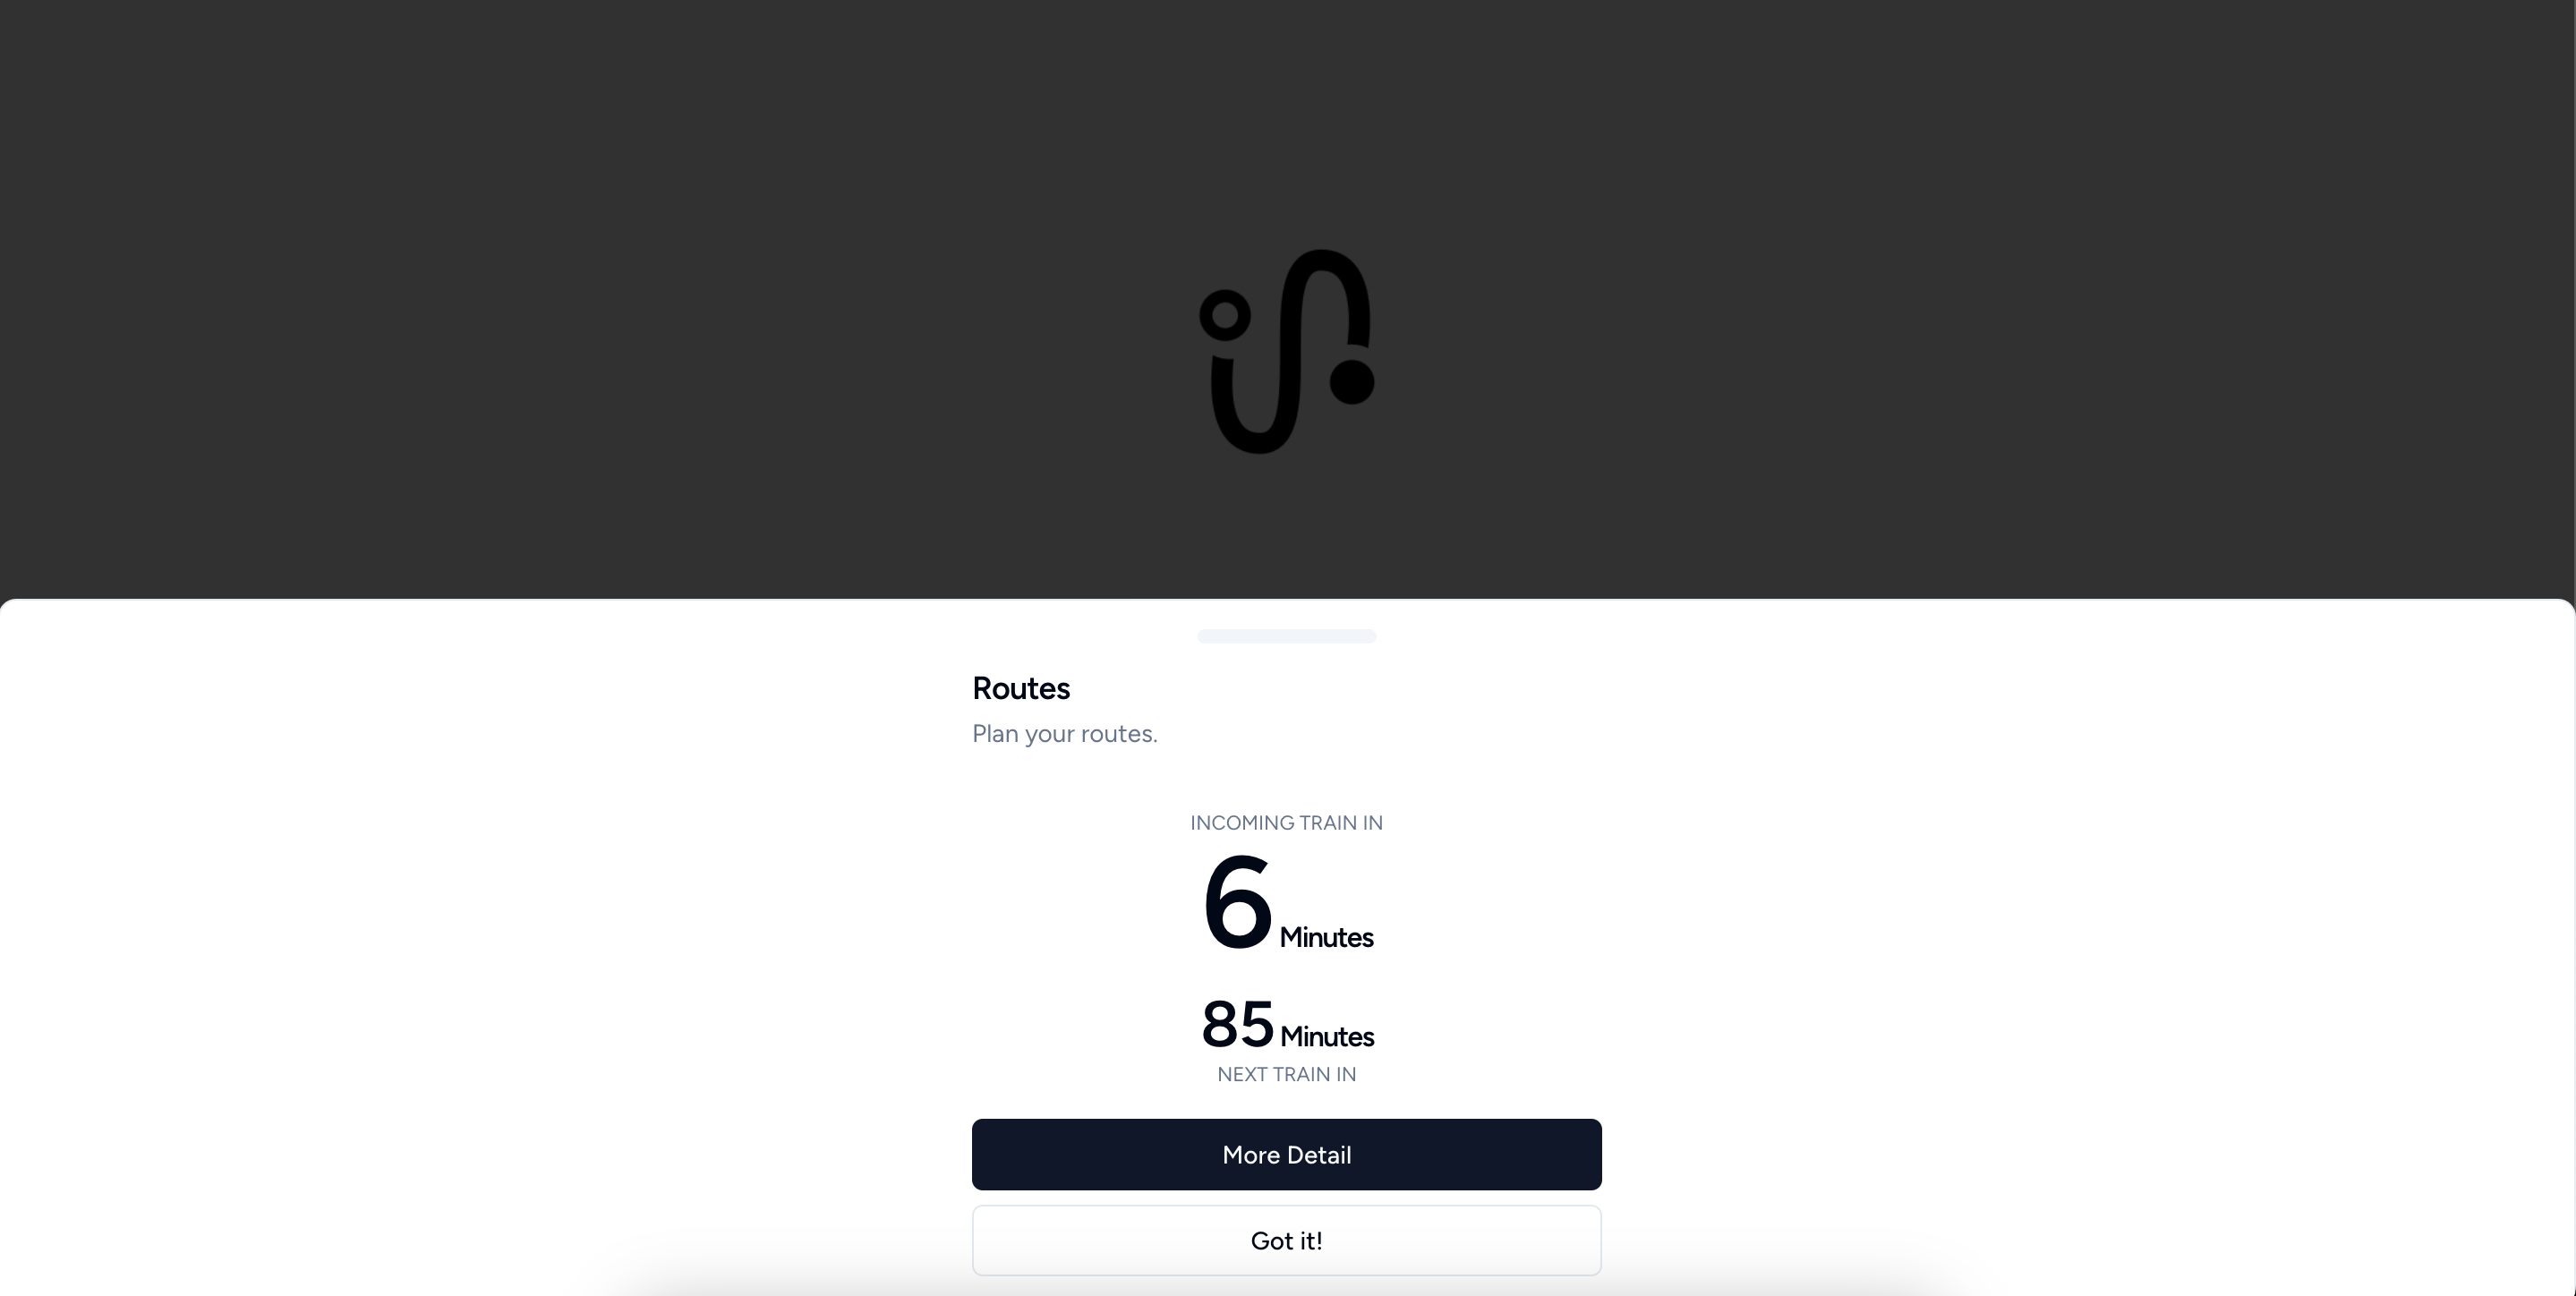 Routes
Plan your routes.
INCOMING TRAIN IN
6 Minutes
85 Minutes
NEXT TRAIN IN
More Detail
Got it!